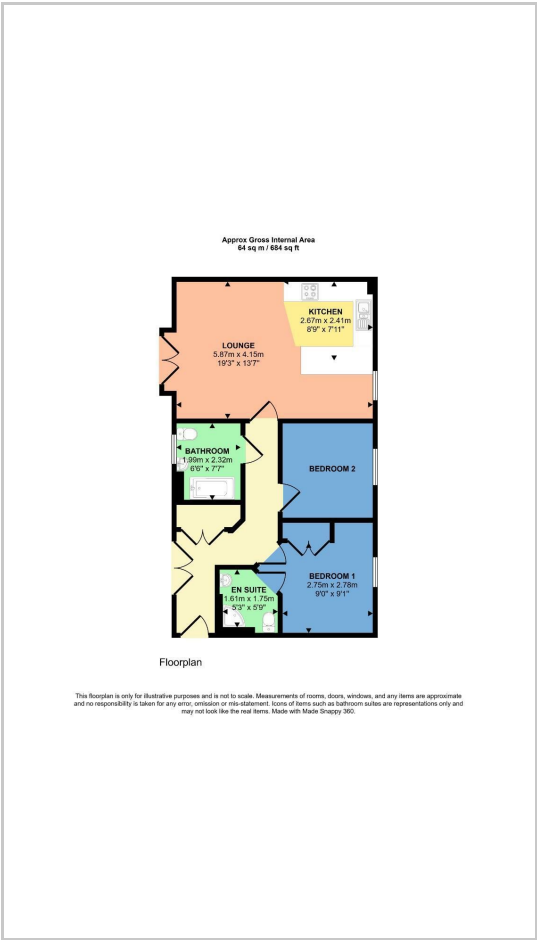 Approx Gross Internal Area
64 sq m / 684 sq ft
KITCHEN
2.67m x 2.41m
8'9" x 7'11"
LOUNGE
5.87m x 4.15m
19'3" x 13'7"
BATHROOM
1.99m x 2.32m
6'6" x 7'7"
BEDROOM 2
BEDROOM 1
2.75m x 2.78m
9'0" x 9'1"
EN SUITE
1.61m x 1.75m
5'3" x 5'9"
Floorplan
This floorplan is only for illustrative purposes and is not to scale. Measurements of rooms, doors, windows, and any items are approximate
and no responsibility is taken for any error, omission or mis-statement. Icons of items such as bathroom suites are representations only and
may not look like the real items. Made with Made Snappy 360.